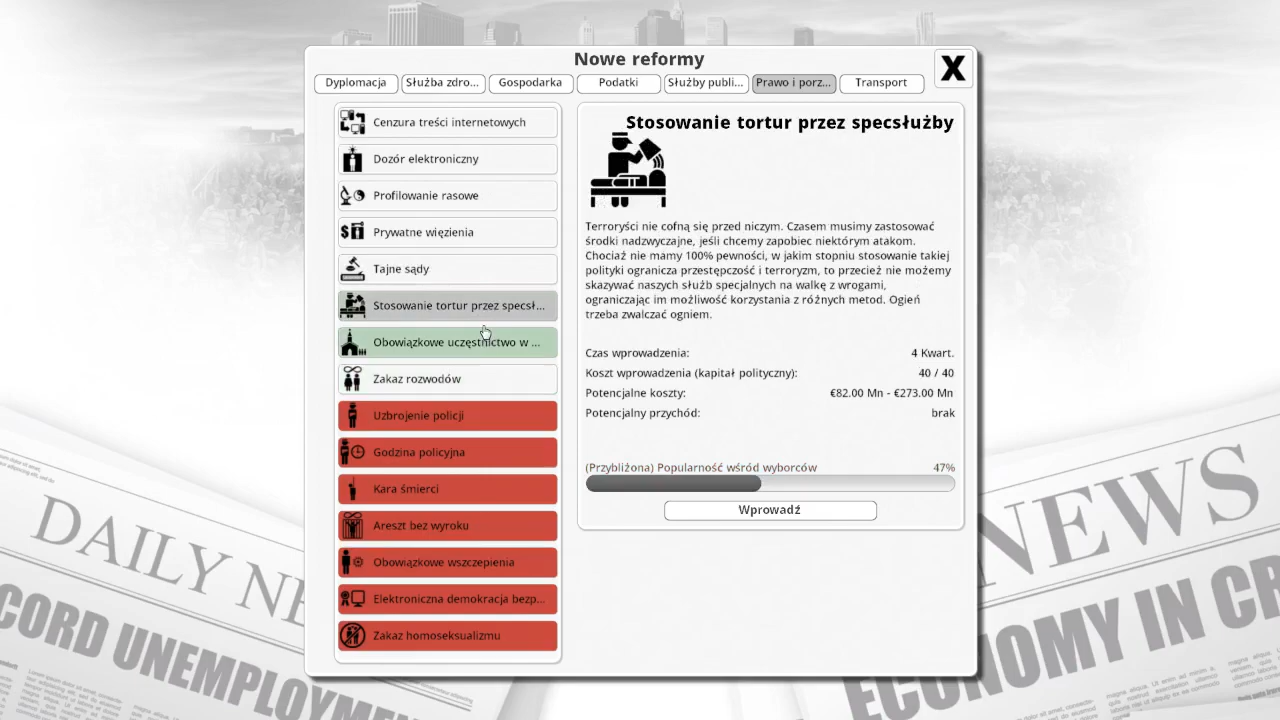 Nowe reformy
X
Dyplomacja
Służba zdro...
Gospodarka
Podatki
Służby publi...
Prawo i porz...
Transport
Cenzura treści internetowych
Dozór elektroniczny
Profilowanie rasowe
Prywatne więzienia
Tajne sądy
Stosowanie tortur przez specsł...
Obowiązkowe uczęstnictwo w ...
Zakaz rozwodów
Uzbrojenie policji
Godzina policyjna
Kara śmierci
Areszt bez wyroku
Obowiązkowe wszczepienia
Elektroniczna demokracja bezp...
Zakaz homoseksualizmu
Stosowanie tortur przez specsłużby
Terroryści nie cofną się przed niczym. Czasem musimy zastosować
środki nadzwyczajne, jeśli chcemy zapobiec niektórym atakom.
Chociaż nie mamy 100% pewności, w jakim stopniu stosowanie takiej
polityki ogranicza przestępczość i terroryzm, to przecież nie możemy
skazywać naszych służb specjalnych na walkę z wrogami,
ograniczając im możliwość korzystania z różnych metod. Ogień
trzeba zwalczać ogniem.
Czas wprowadzenia: 4 Kwart.
Koszt wprowadzenia (kapitał polityczny): 40 / 40
Potencjalne koszty: €82.00 Mn - €273.00 Mn
Potencjalny przychód: brak
(Przybliżona) Popularność wśród wyborców 47%
Wprowadź
DAILY NE
CORD UNEMPLOYM
NEWS
ECONOMY IN CR